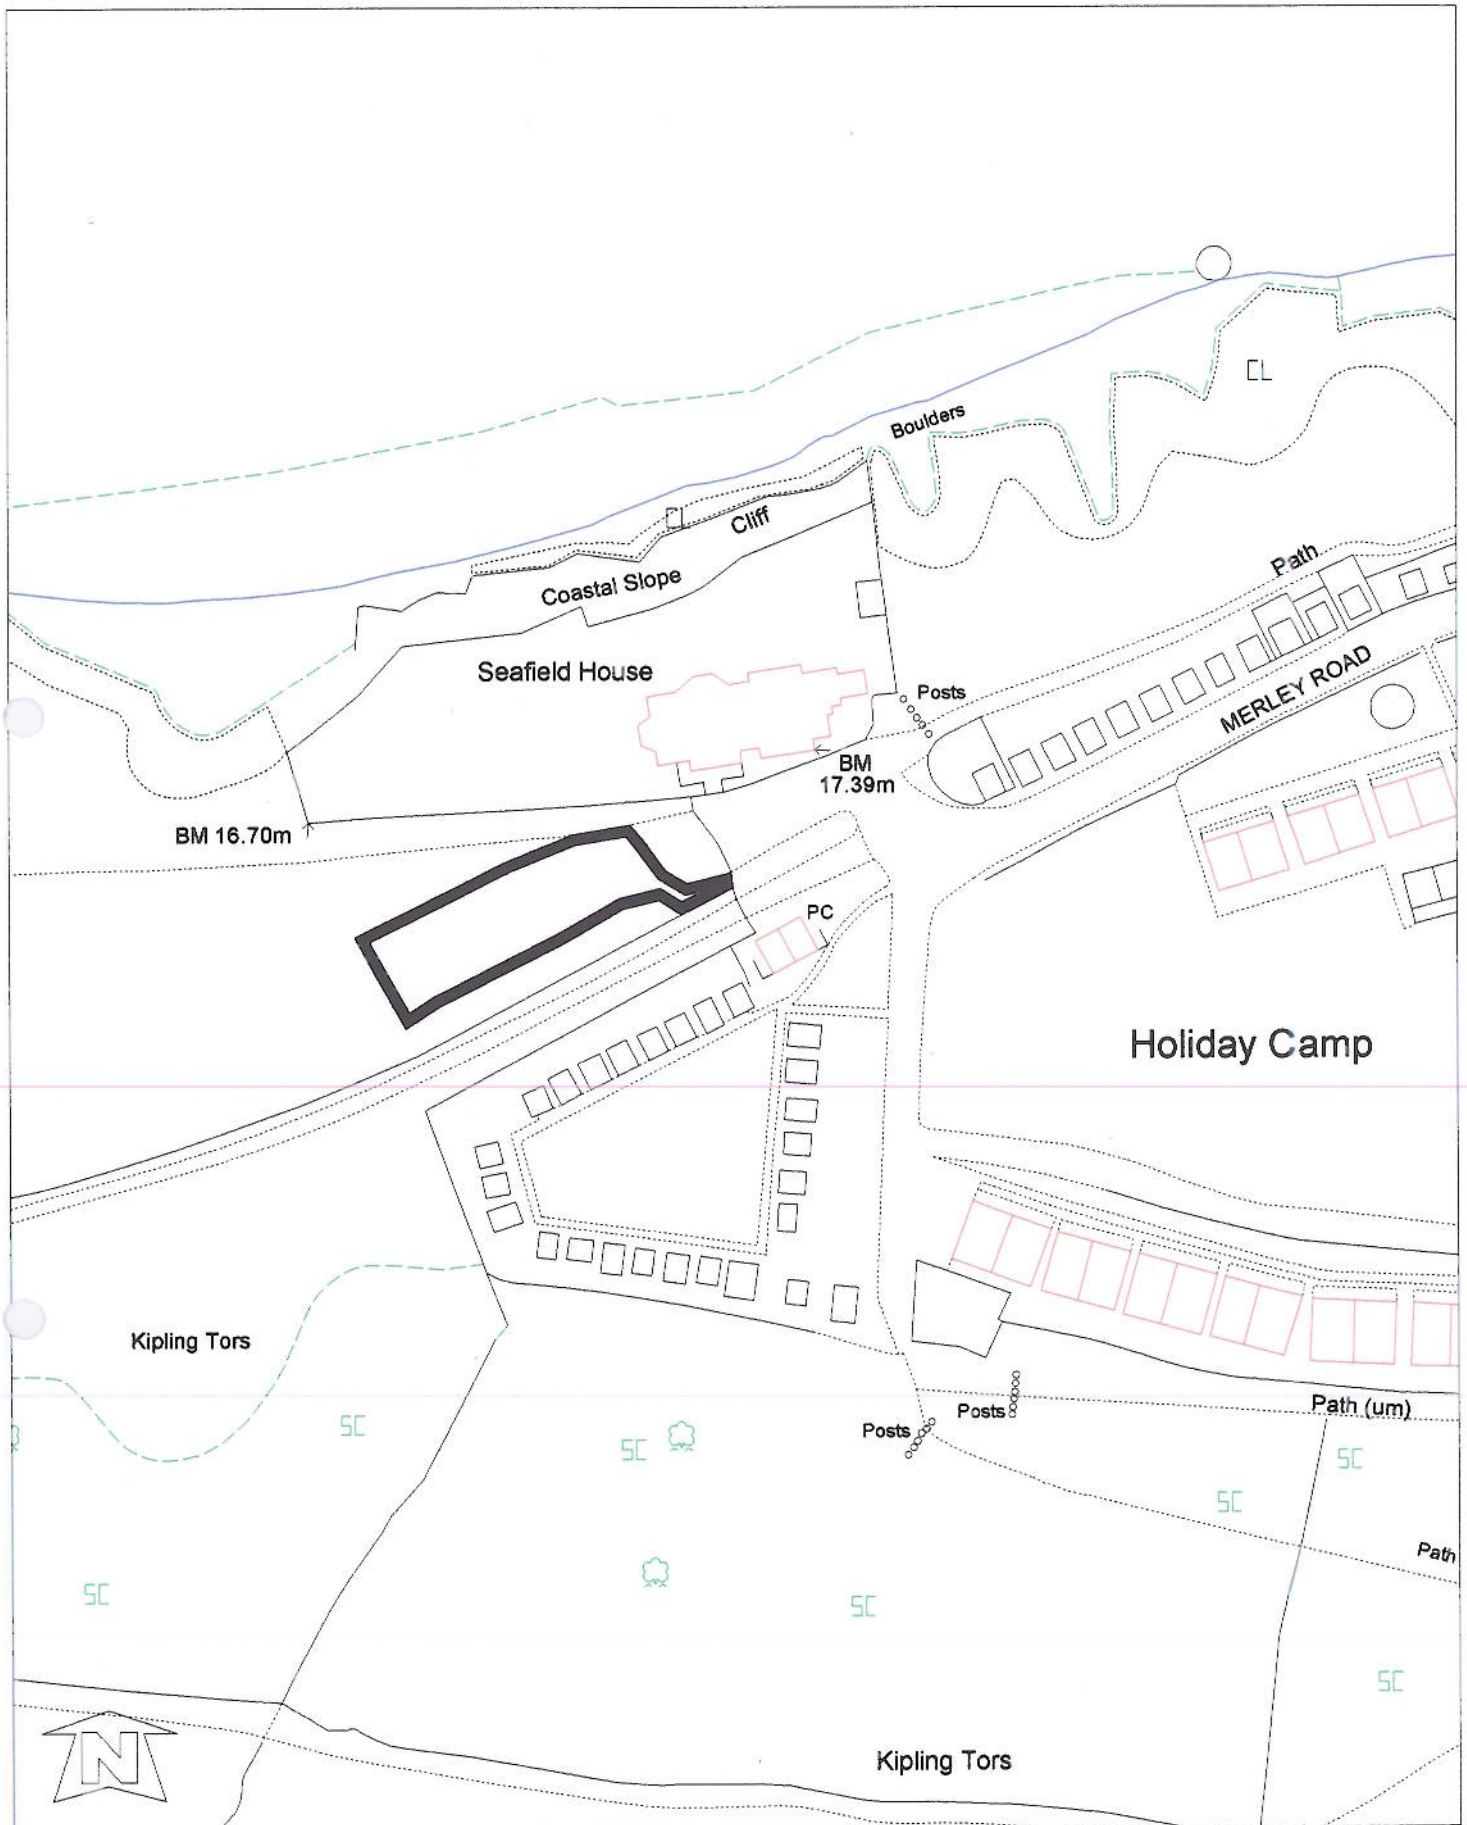 CL
Boulders
CL
Cliff
Path
Coastal Slope
Seafield House
MERLEY ROAD
Posts
BM
17.39m
BM 16.70m
PC
Holiday Camp
Kipling Tors
Path (um)
Posts
Posts
SC
SC
SC
SC
Path
SC
SC
SC
N
Kipling Tors